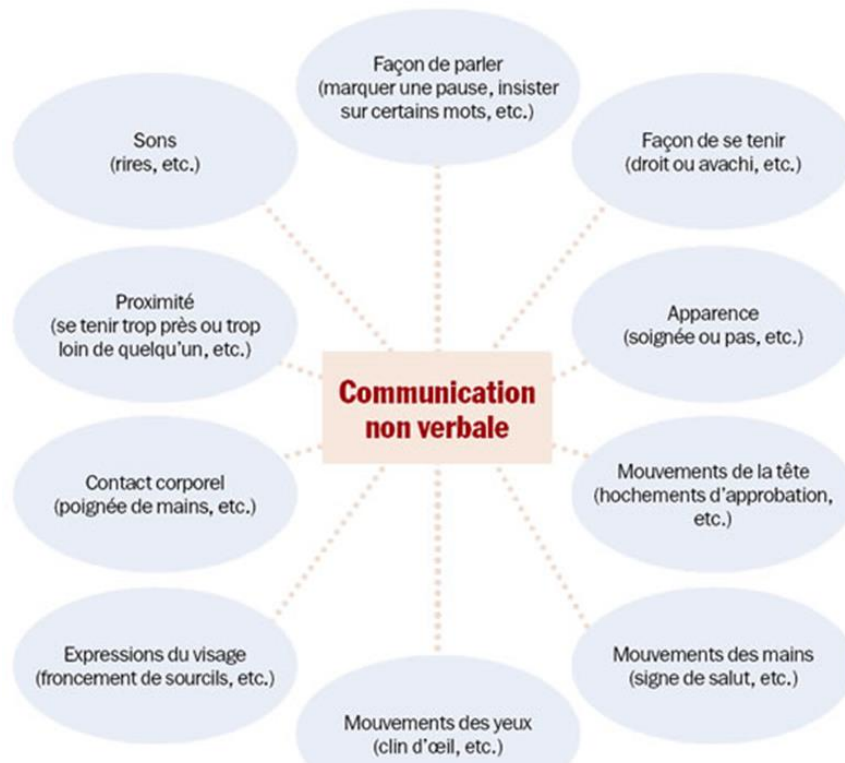 Façon de parler
(marquer une pause, insister
sur certains mots, etc.)
Sons
(rires, etc.)
Façon de se tenir
(droit ou avachi, etc.)
Proximité
(se tenir trop près ou trop
loin de quelqu'un, etc.)
Apparence
(soignée ou pas, etc.)
Communication
non verbale
Contact corporel
(poignée de mains, etc.)
Mouvements de la tête
(hochements d'approbation,
etc.)
Expressions du visage
(froncement de sourcils, etc.)
Mouvements des mains
(signe de salut, etc.)
Mouvements des yeux
(clin d'œil, etc.)